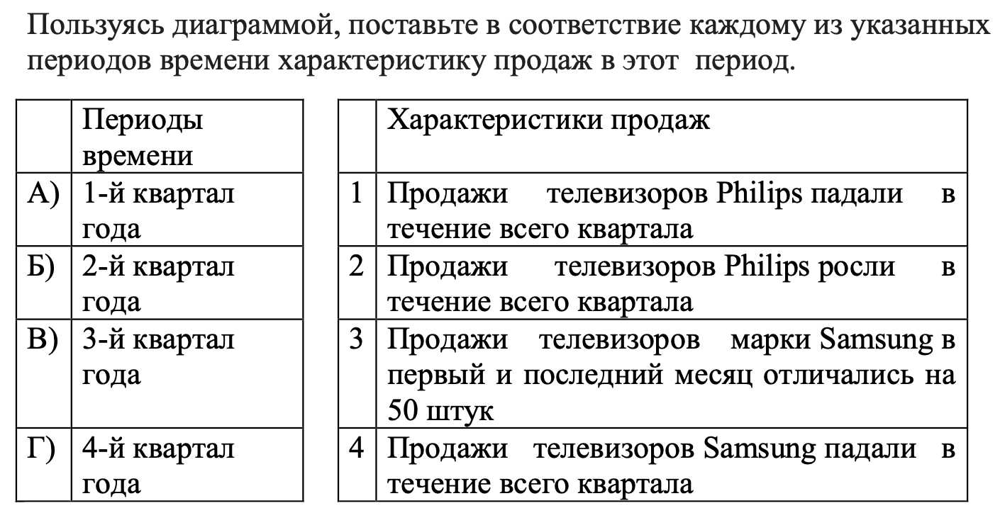 Пользуясь диаграммой, поставьте в соответствие каждому из указанных
периодов времени характеристику продаж в этот период.
Периоды
времени
А) 1-й квартал
года
Б) 2-й квартал
года
В) 3-й квартал
года
Г) 4-й квартал
года
Характеристики продаж
1 Продажи телевизоров Philips падали в
течение всего квартала
2 Продажи телевизоров Philips росли в
течение всего квартала
3 Продажи телевизоров марки Samsung в
первый и последний месяц отличались на
50 штук
4 Продажи телевизоров Samsung падали в
течение всего квартала